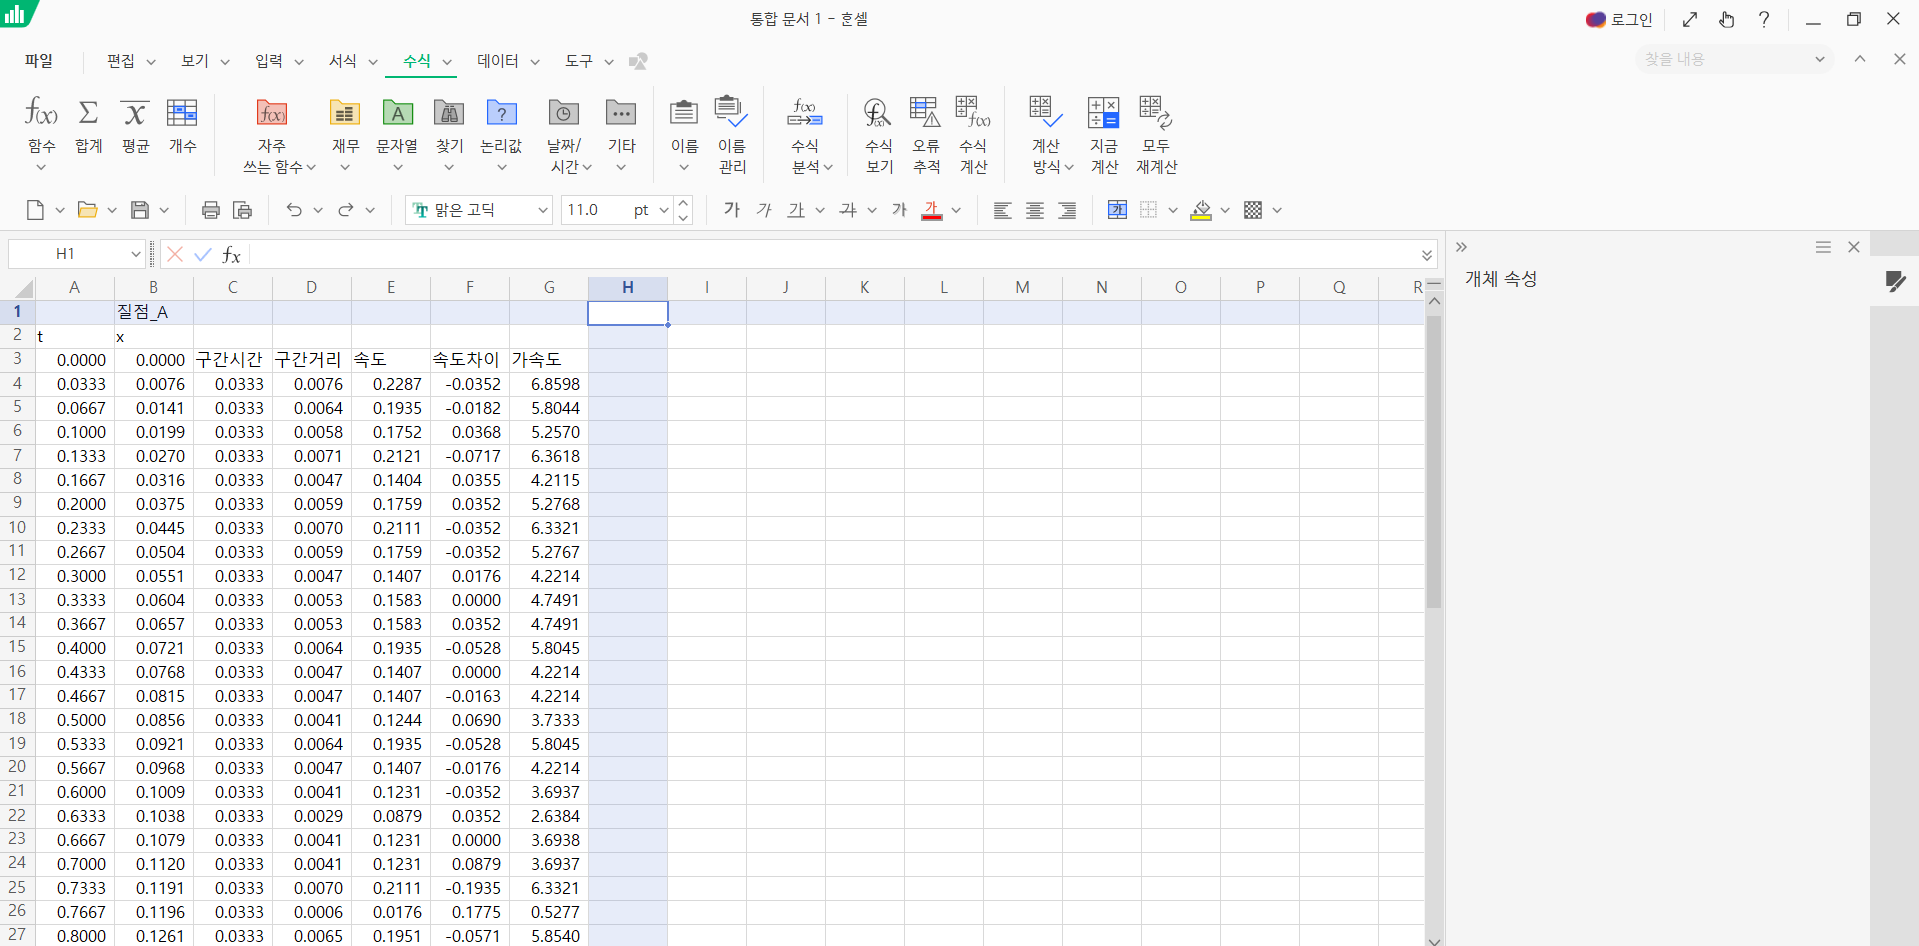 통합 문서 1 - 혼셀
로그인
파일 편집 보기 입력 서식 수식 데이터 도구
찾을 내용
함수 합계 평균 개수 자주 쓰는 함수 재무 문자열 찾기 논리값 날짜/시간 기타 이름 이름 관리 수식 분석 수식 보기 오류 추적 수식 계산 계산 방식 지금 계산 모두 재계산
맑은 고딕 11.0 pt 가 가 가 가 가 가 가
H1 fx
개체 속성
A B C D E F G H I J K L M N O P Q R
1 질점_A
2 t x
3 0.0000 0.0000 구간시간 구간거리 속도 속도차이 가속도
4 0.0333 0.0076 0.0333 0.0076 0.2287 -0.0352 6.8598
5 0.0667 0.0141 0.0333 0.0064 0.1935 -0.0182 5.8044
6 0.1000 0.0199 0.0333 0.0058 0.1752 0.0368 5.2570
7 0.1333 0.0270 0.0333 0.0071 0.2121 -0.0717 6.3618
8 0.1667 0.0316 0.0333 0.0047 0.1404 0.0355 4.2115
9 0.2000 0.0375 0.0333 0.0059 0.1759 0.0352 5.2768
10 0.2333 0.0445 0.0333 0.0070 0.2111 -0.0352 6.3321
11 0.2667 0.0504 0.0333 0.0059 0.1759 -0.0352 5.2767
12 0.3000 0.0551 0.0333 0.0047 0.1407 0.0176 4.2214
13 0.3333 0.0604 0.0333 0.0053 0.1583 0.0000 4.7491
14 0.3667 0.0657 0.0333 0.0053 0.1583 0.0352 4.7491
15 0.4000 0.0721 0.0333 0.0064 0.1935 -0.0528 5.8045
16 0.4333 0.0768 0.0333 0.0047 0.1407 0.0000 4.2214
17 0.4667 0.0815 0.0333 0.0047 0.1407 -0.0163 4.2214
18 0.5000 0.0856 0.0333 0.0041 0.1244 0.0690 3.7333
19 0.5333 0.0921 0.0333 0.0064 0.1935 -0.0528 5.8045
20 0.5667 0.0968 0.0333 0.0047 0.1407 -0.0176 4.2214
21 0.6000 0.1009 0.0333 0.0041 0.1231 -0.0352 3.6937
22 0.6333 0.1038 0.0333 0.0029 0.0879 0.0352 2.6384
23 0.6667 0.1079 0.0333 0.0041 0.1231 0.0000 3.6938
24 0.7000 0.1120 0.0333 0.0041 0.1231 0.0879 3.6937
25 0.7333 0.1191 0.0333 0.0070 0.2111 -0.1935 6.3321
26 0.7667 0.1196 0.0333 0.0006 0.0176 0.1775 0.5277
27 0.8000 0.1261 0.0333 0.0065 0.1951 -0.0571 5.8540